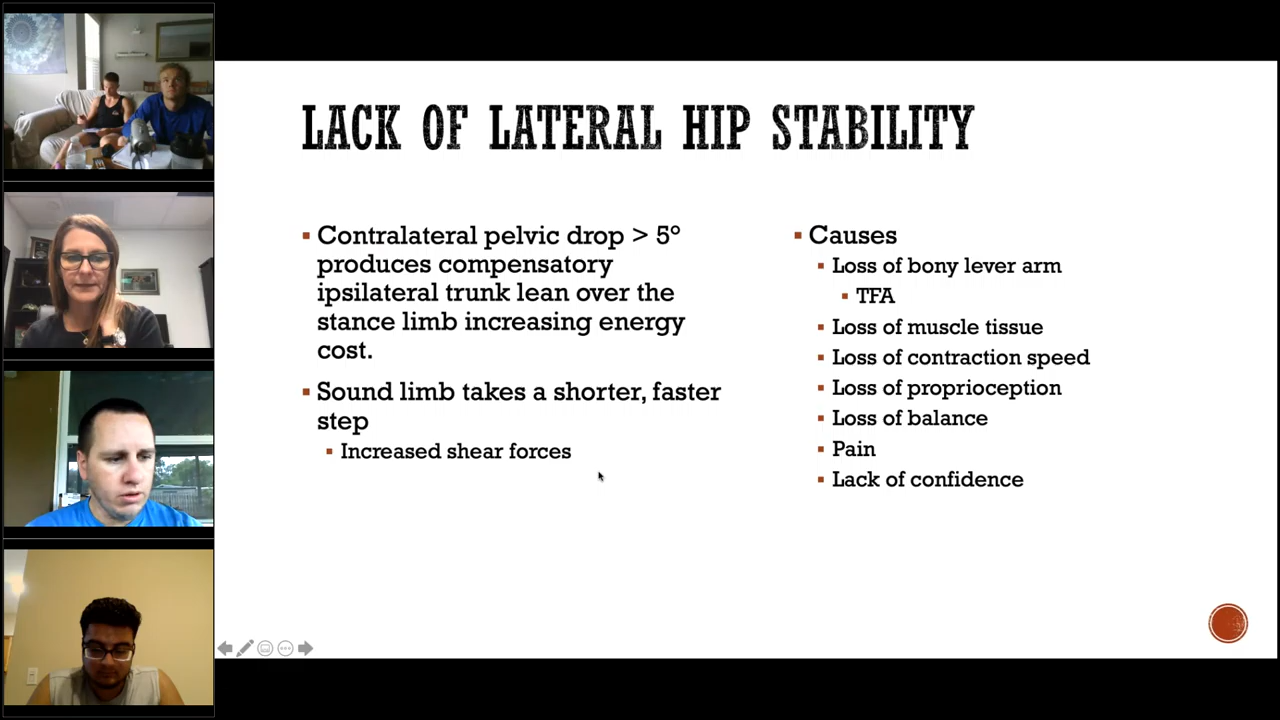 LACK OF LATERAL HIP STABILITY
Contralateral pelvic drop > 5°
produces compensatory
ipsilateral trunk lean over the
stance limb increasing energy
cost.
Sound limb takes a shorter, faster
step
Increased shear forces
Causes
Loss of bony lever arm
TFA
Loss of muscle tissue
Loss of contraction speed
Loss of proprioception
Loss of balance
Pain
Lack of confidence